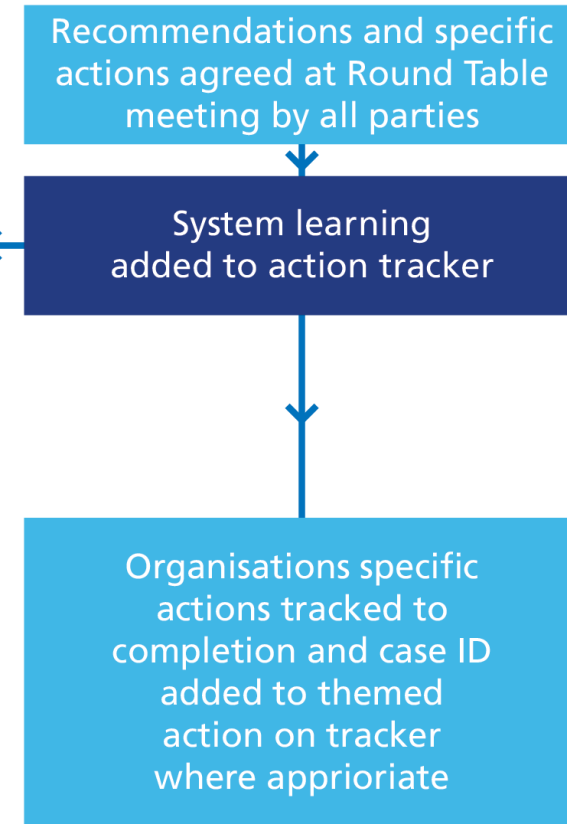 Recommendations and specific
actions agreed at Round Table
meeting by all parties
System learning
added to action tracker
Organisations specific
actions tracked to
completion and case ID
added to themed
action on tracker
where apprioriate